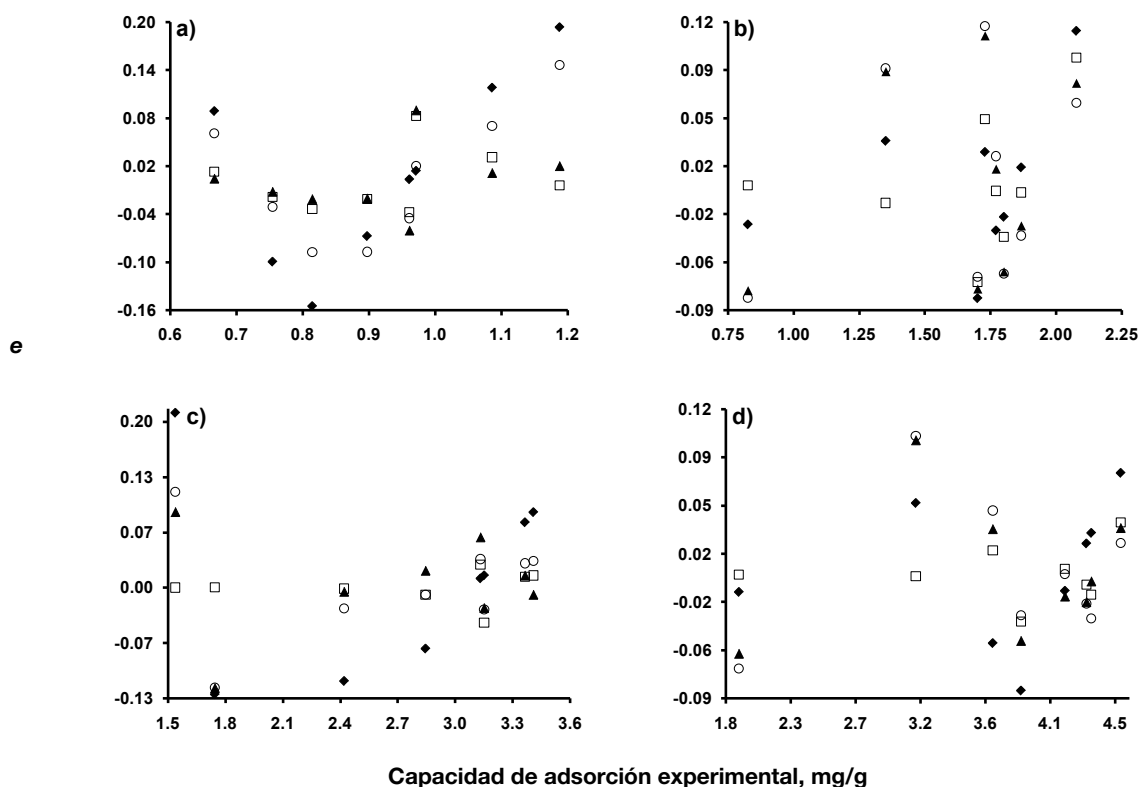 a)
0.20
0.14
0.08
0.02
-0.04
-0.10
-0.16
0.6 0.7 0.8 0.9 1.0 1.1 1.2
b)
0.12
0.09
0.05
0.02
-0.02
-0.06
-0.09
0.75 1.00 1.25 1.50 1.75 2.00 2.25
e
c)
0.20
0.13
0.07
0.00
-0.07
-0.13
1.5 1.8 2.1 2.4 2.7 3.0 3.3 3.6
d)
0.12
0.09
0.05
0.02
-0.02
-0.06
-0.09
1.8 2.3 2.7 3.2 3.6 4.1 4.5
Capacidad de adsorción experimental, mg/g